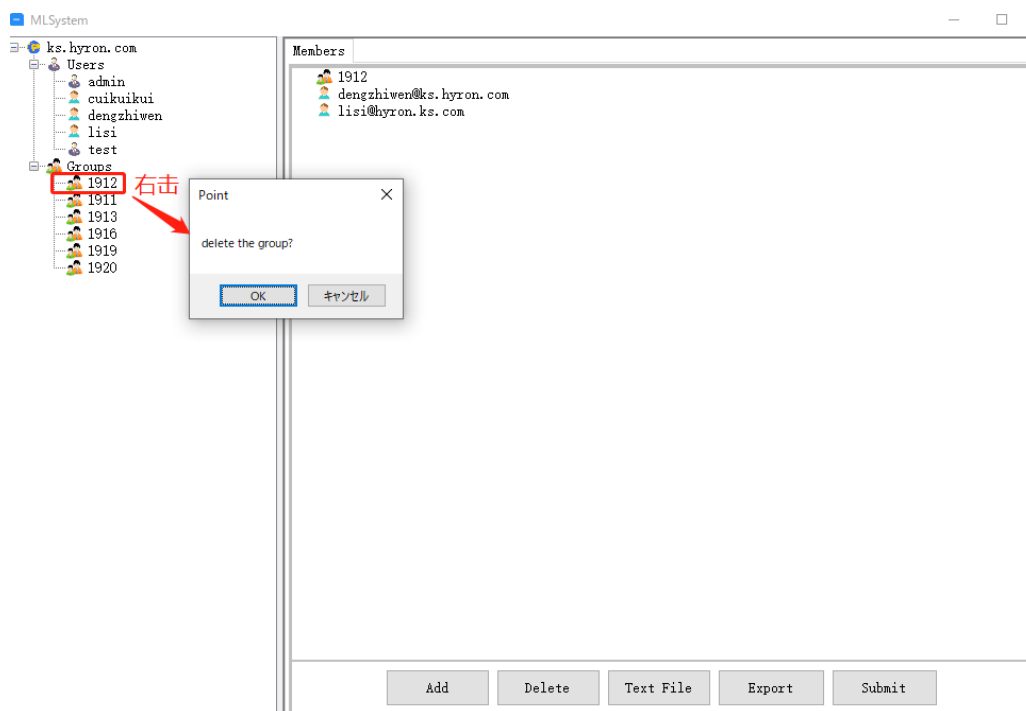 MLSystem
ks.hyron.com
Users
admin
cuikuikui
dengzhiwen
lisi
test
Groups
1912
1911
1913
1916
1919
1920
右击
Members
1912
dengzhiwen@ks.hyron.com
lisi@hyron.ks.com
Point
delete the group?
OK
キャンセル
Add
Delete
Text File
Export
Submit